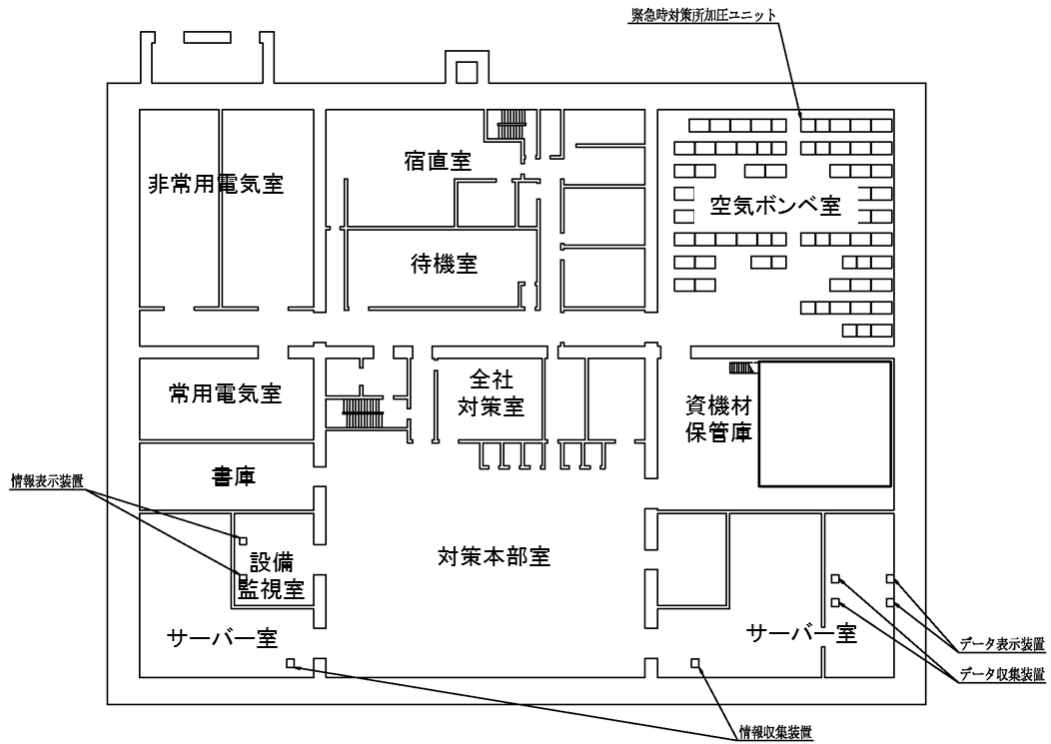 緊急時対策所加圧ユニット
宿直室
非常用電気室
空気ボンベ室
待機室
全社
対策室
常用電気室
資機材
保管庫
書庫
情報表示装置
対策本部室
設備
監視室
サーバー室
サーバー室
データ表示装置
データ収集装置
情報収集装置